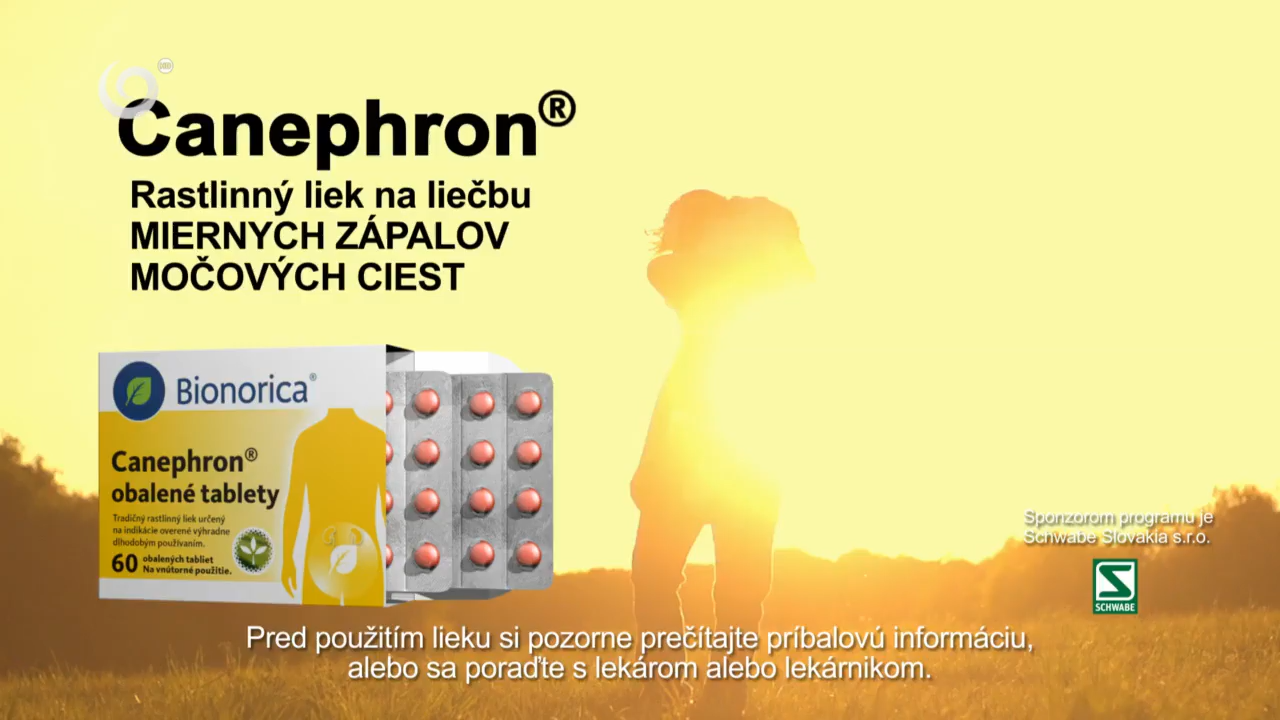 HD
Canephron®
Rastlinný liek na liečbu
MIERNYCH ZÁPALOV
MOČOVÝCH CIEST
Bionorica®
Canephron®
obalené tablety
Tradičný rastlinný liek určený
na indikácie overené výhradne
dlhodobým používaním.
60 obalených tabliet
Na vnútorné použitie.
Sponzorom programu je
Schwabe Slovakia s.r.o.
SCHWABE
Pred použitím lieku si pozorne prečítajte príbalovú informáciu,
alebo sa poraďte s lekárom alebo lekárnikom.